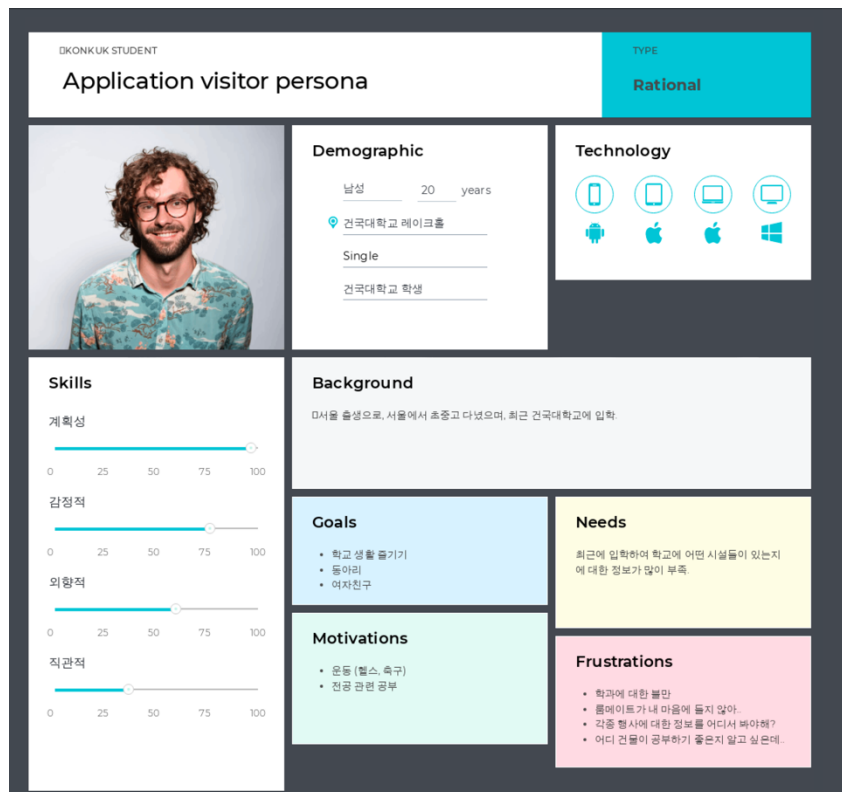 KONKUK STUDENT
Application visitor persona
TYPE
Rational
Demographic
남성 20 years
건국대학교 레이크홀
Single
건국대학교 학생
Technology
Skills
계획성
0 25 50 75 100
감정적
0 25 50 75 100
외향적
0 25 50 75 100
직관적
0 25 50 75 100
Background
서울 출생으로, 서울에서 초중고 다녔으며, 최근 건국대학교에 입학.
Goals
• 학교 생활 즐기기
• 동아리
• 여자친구
Needs
최근에 입학하여 학교에 어떤 시설들이 있는지
에 대한 정보가 많이 부족.
Motivations
• 운동 (헬스, 축구)
• 전공 관련 공부
Frustrations
• 학과에 대한 불만
• 룸메이트가 내 마음에 들지 않아..
• 각종 행사에 대한 정보를 어디서 봐야해?
• 어디 건물이 공부하기 좋은지 알고 싶은데..